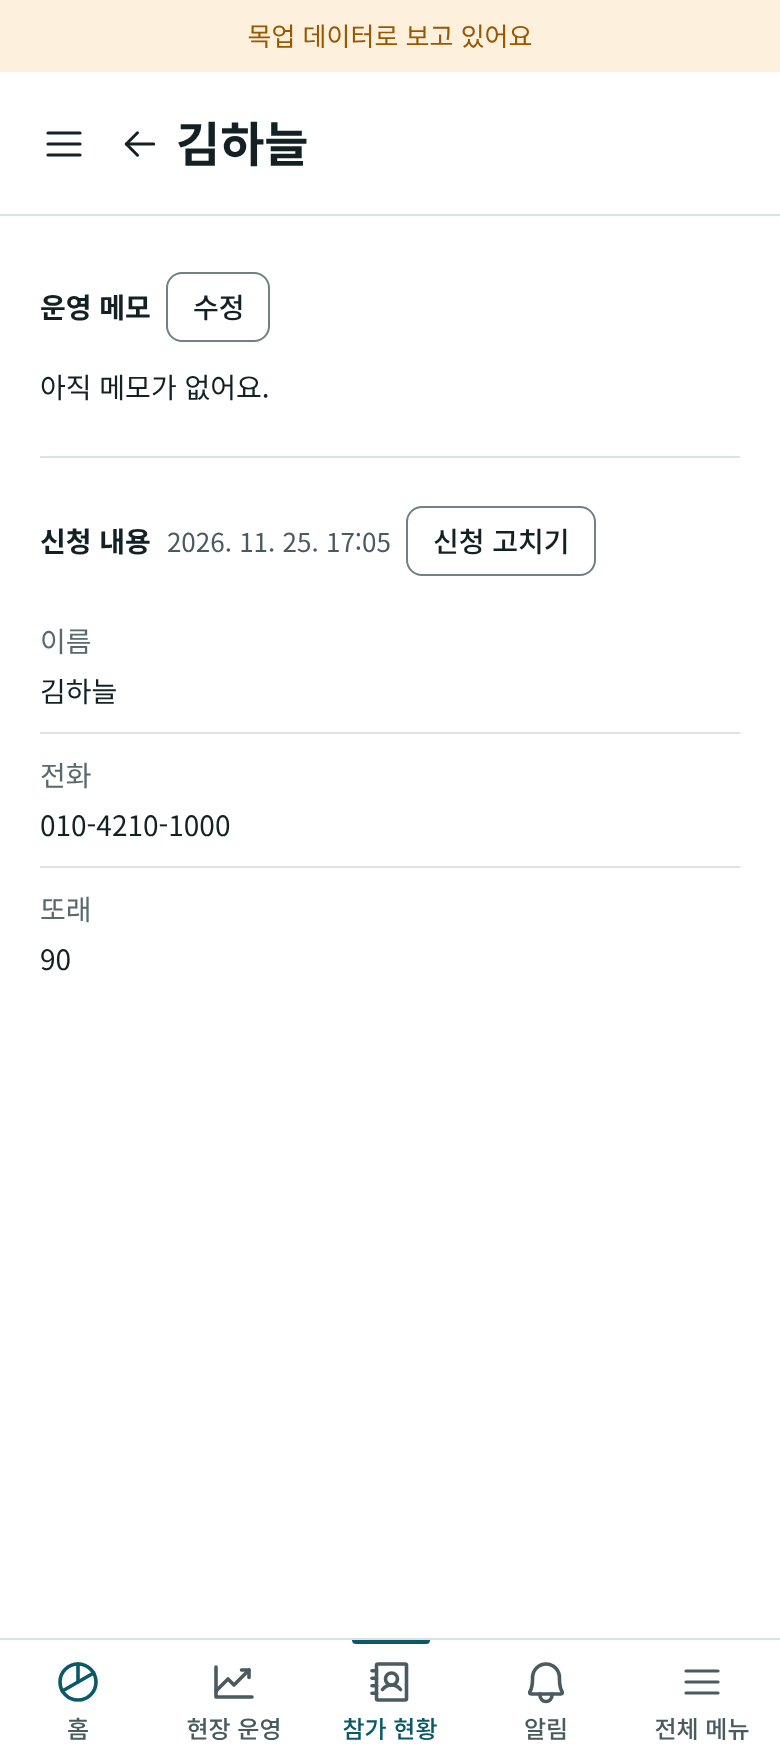 목업 데이터로 보고 있어요
김하늘
운영 메모 수정
아직 메모가 없어요.
신청 내용 2026. 11. 25. 17:05 신청 고치기
이름
김하늘
전화
010-4210-1000
또래
90
홈 현장 운영 참가 현황 알림 전체 메뉴